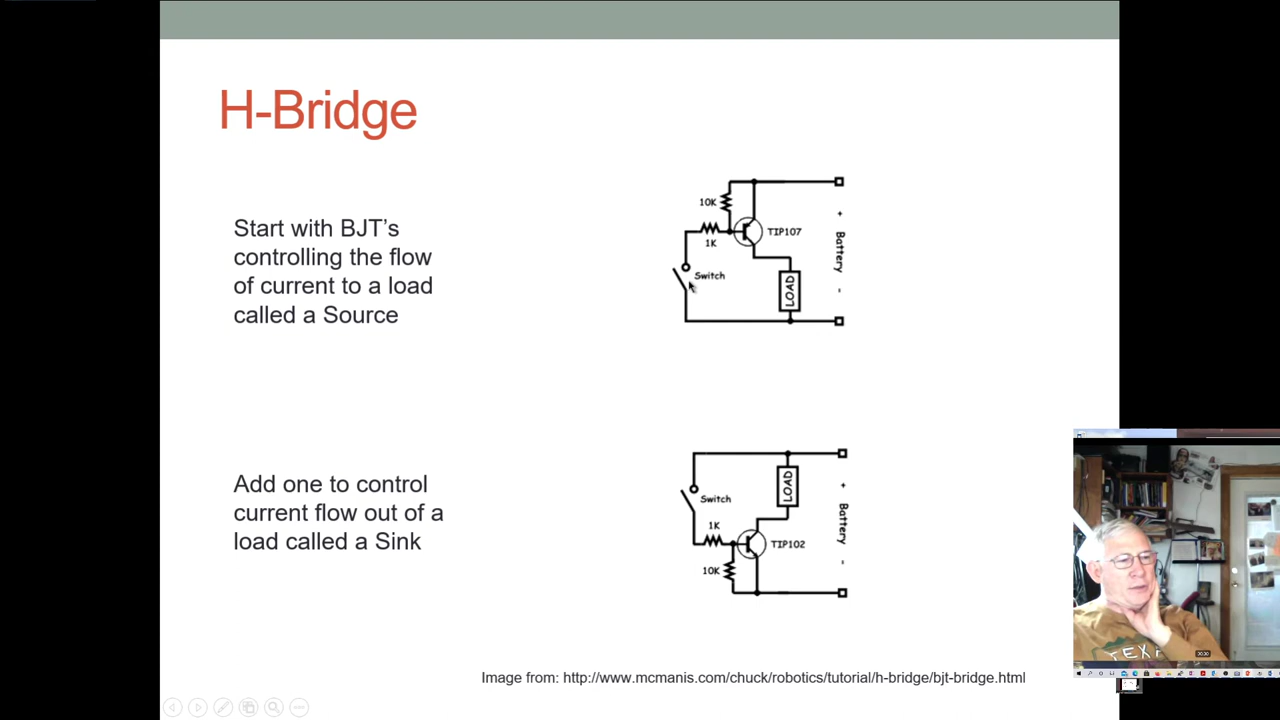 H-Bridge
Start with BJT's
controlling the flow
of current to a load
called a Source
10K
1K
TIP107
Switch
LOAD
+ Battery -
Add one to control
current flow out of a
load called a Sink
Switch
LOAD
1K
TIP102
10K
+ Battery -
TEX
Image from: http://www.mcmanis.com/chuck/robotics/tutorial/h-bridge/bjt-bridge.html